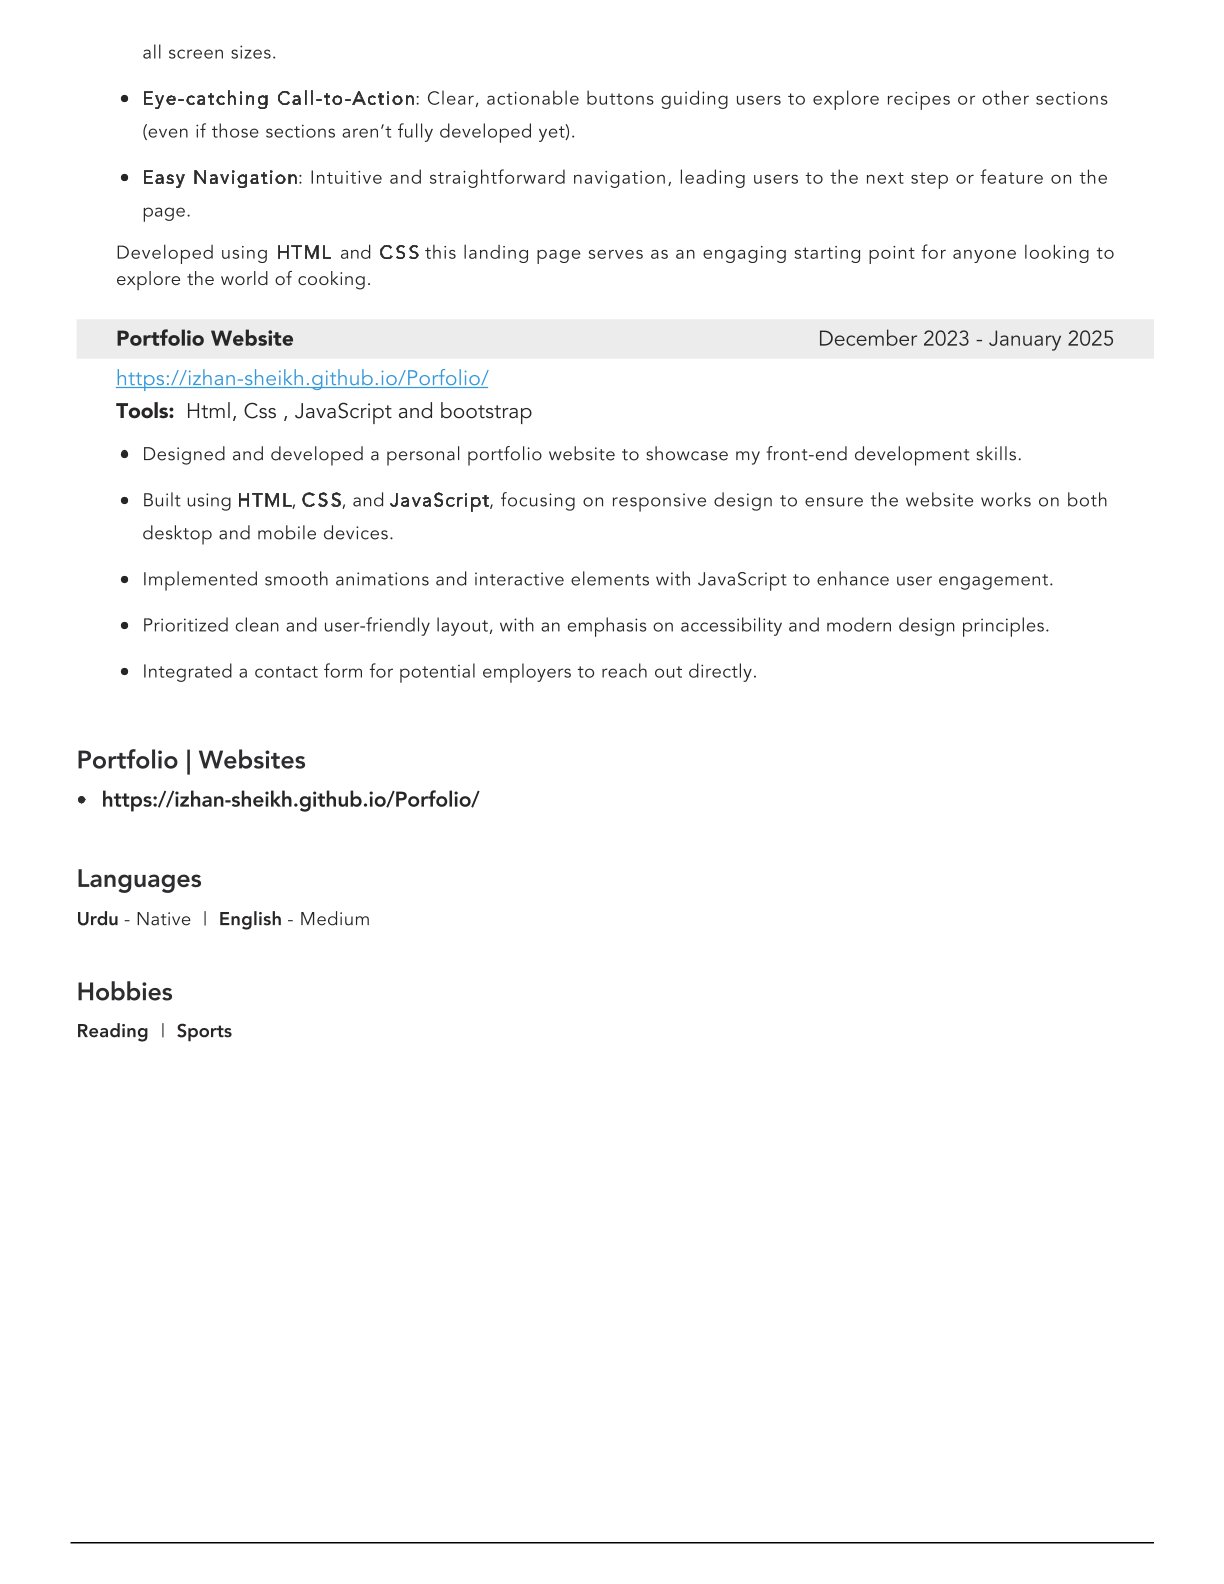 all screen sizes.
• Eye-catching Call-to-Action: Clear, actionable buttons guiding users to explore recipes or other sections
(even if those sections aren’t fully developed yet).
• Easy Navigation: Intuitive and straightforward navigation, leading users to the next step or feature on the
page.
Developed using HTML and CSS this landing page serves as an engaging starting point for anyone looking to
explore the world of cooking.
Portfolio Website December 2023 - January 2025
https://izhan-sheikh.github.io/Porfolio/
Tools: Html, Css , JavaScript and bootstrap
• Designed and developed a personal portfolio website to showcase my front-end development skills.
• Built using HTML, CSS, and JavaScript, focusing on responsive design to ensure the website works on both
desktop and mobile devices.
• Implemented smooth animations and interactive elements with JavaScript to enhance user engagement.
• Prioritized clean and user-friendly layout, with an emphasis on accessibility and modern design principles.
• Integrated a contact form for potential employers to reach out directly.
Portfolio | Websites
• https://izhan-sheikh.github.io/Porfolio/
Languages
Urdu - Native | English - Medium
Hobbies
Reading | Sports